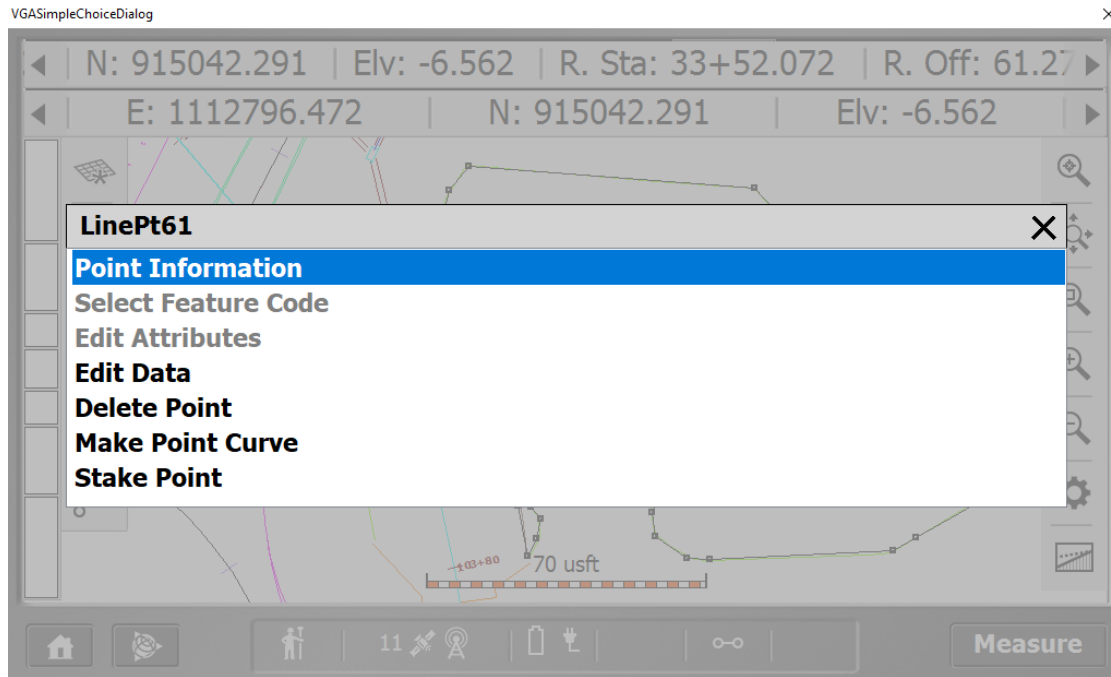 VGASimpleChoiceDialog
N: 915042.291 Elv: -6.562 R. Sta: 33+52.072 R. Off: 61.27
E: 1112796.472 N: 915042.291 Elv: -6.562
LinePt61
Point Information
Select Feature Code
Edit Attributes
Edit Data
Delete Point
Make Point Curve
Stake Point
103+80
70 usft
11
Measure